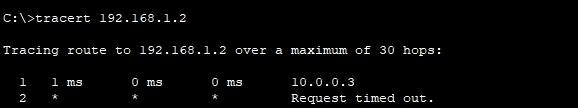 C:\>tracert 192.168.1.2
Tracing route to 192.168.1.2 over a maximum of 30 hops:
1 1 ms 0 ms 0 ms 10.0.0.3
2 * * * Request timed out.